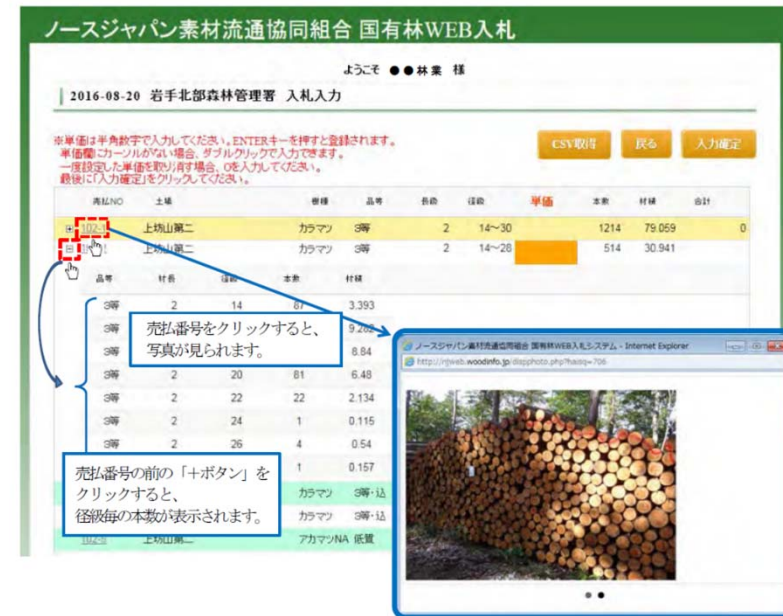 ノースジャパン素材流通協同組合 国有林WEB入札
ようこそ ●●林業 様
2016-08-20 岩手北部森林管理署 入札入力
※単価は半角数字で入力してください。ENTERキーを押すと登録されます。
単価欄にカーソルがない場合、ダブルクリックで入力できます。
一度設定した単価を取り消す場合、0を入力してください。
最後に「入力確定」をクリックしてください。
CSV取得 戻る 入力確定
売払NO 土場 樹種 品等 長級 径級 単価 本数 材積 合計
102-1 上坊山第二 カラマツ 3等 2 14〜30 1214 79.059 0
上坊山第二 カラマツ 3等 2 14〜28 514 30.941
品等 材長 径級 本数 材積
3等 2 14 87 3.393
3等 9.282
3等 8.84
3等 2 20 81 6.48
3等 2 22 22 2.134
3等 2 24 1 0.115
3等 2 26 4 0.54
1 0.157
売払番号をクリックすると、
写真が見られます。
売払番号の前の「+ボタン」を
クリックすると、
径級毎の本数が表示されます。
カラマツ 3等・込
カラマツ 3等・込
上坊山第二 アカマツNA 低質
ノースジャパン素材流通協同組合 国有林WEB入札システム - Internet Explorer